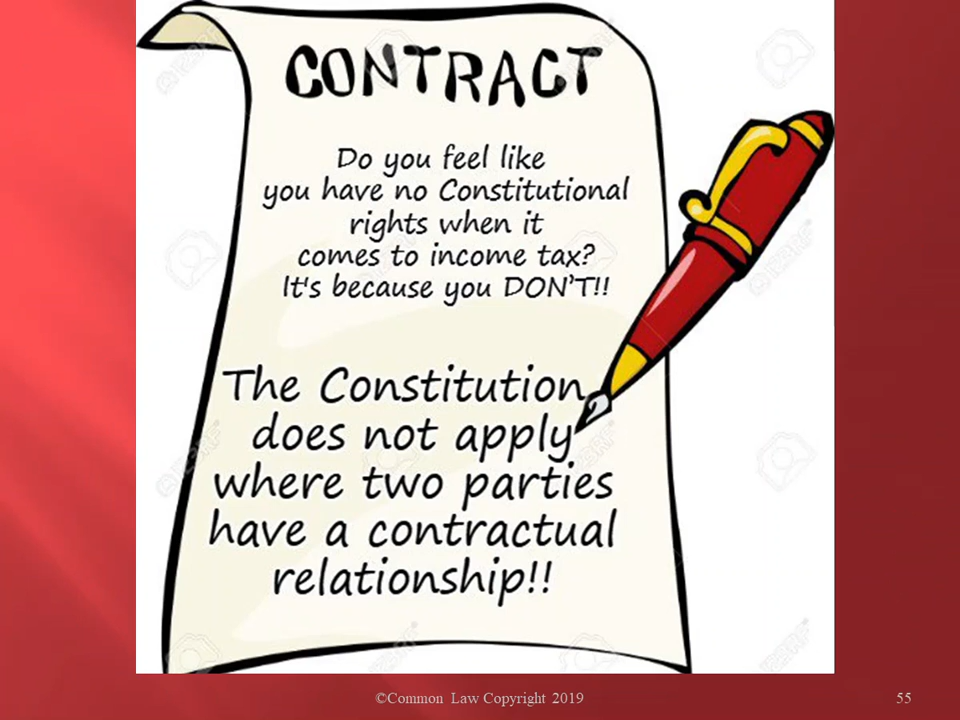 CONTRACT
Do you feel like
you have no Constitutional
rights when it
comes to income tax?
It's because you DON'T!!
The Constitution
does not apply
where two parties
have a contractual
relationship!!
©Common Law Copyright 2019
55